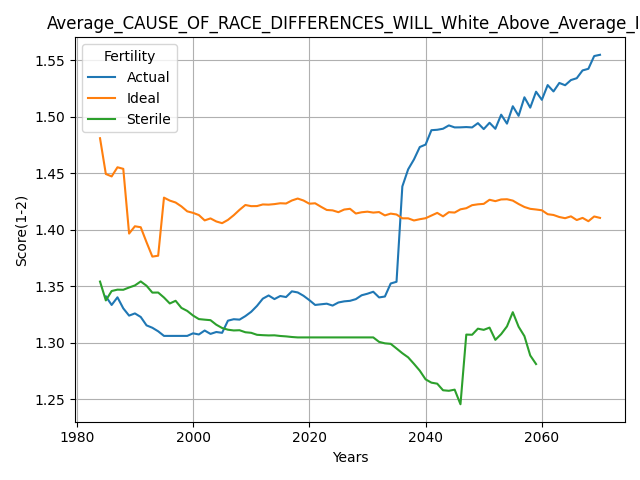 Average_CAUSE_OF_RACE_DIFFERENCES_WILL_White_Above_Average_
Fertility
Actual
Ideal
Sterile
1.55
1.50
1.45
1.40
1.35
1.30
1.25
Score(1-2)
1980 2000 2020 2040 2060
Years